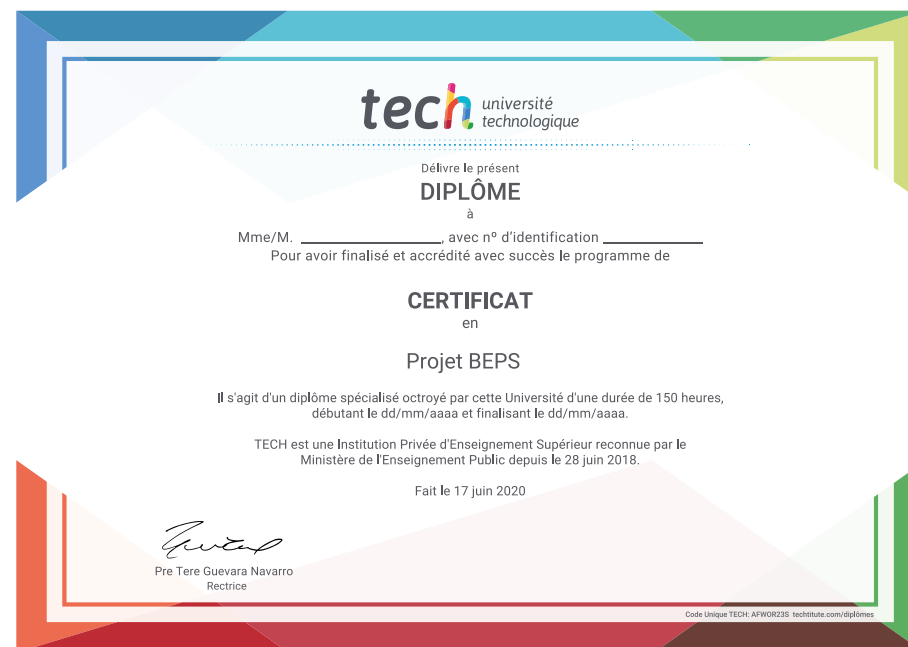 tech université
technologique
Délivre le présent
DIPLÔME
à
Mme/M. ____________, avec nº d'identification ____________
Pour avoir finalisé et accrédité avec succès le programme de
CERTIFICAT
en
Projet BEPS
Il s'agit d'un diplôme spécialisé octroyé par cette Université d'une durée de 150 heures,
débutant le dd/mm/aaaa et finalisant le dd/mm/aaaa.
TECH est une Institution Privée d'Enseignement Supérieur reconnue par le
Ministère de l'Enseignement Public depuis le 28 juin 2018.
Fait le 17 juin 2020
Pre Tere Guevara Navarro
Rectrice
Code Unique TECH: AFWOR23S techtitute.com/diplômes